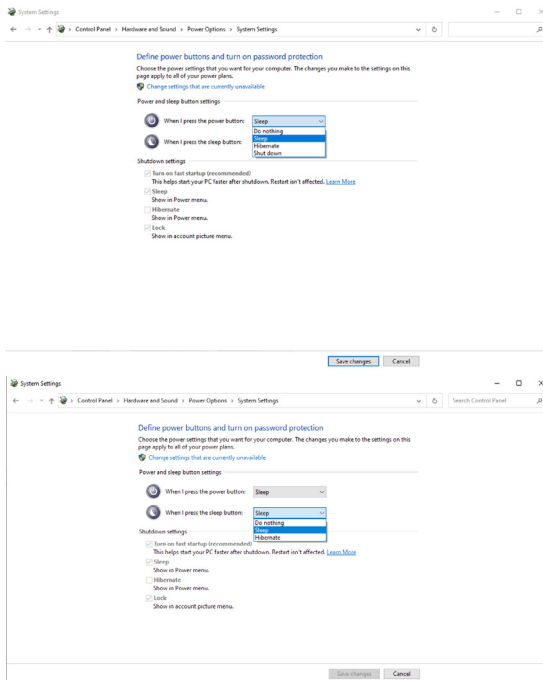 System Settings
Control Panel > Hardware and Sound > Power Options > System Settings
Define power buttons and turn on password protection
Choose the power settings that you want for your computer. The changes you make to the settings on this
page apply to all of your power plans.
Change settings that are currently unavailable
Power and sleep button settings
When I press the power button: Sleep
Do nothing
Sleep
Hibernate
Shut down
When I press the sleep button:
Shutdown settings
Turn on fast startup (recommended)
This helps start your PC faster after shutdown. Restart isn't affected. Learn More
Sleep
Show in Power menu.
Hibernate
Show in Power menu.
Lock
Show in account picture menu.
Save changes Cancel
System Settings
Control Panel > Hardware and Sound > Power Options > System Settings Search Control Panel
Define power buttons and turn on password protection
Choose the power settings that you want for your computer. The changes you make to the settings on this
page apply to all of your power plans.
Change settings that are currently unavailable
Power and sleep button settings
When I press the power button: Sleep
When I press the sleep button: Sleep
Do nothing
Sleep
Hibernate
Shutdown settings
Turn on fast startup (recommended)
This helps start your PC faster after shutdown. Restart isn't affected. Learn More
Sleep
Show in Power menu.
Hibernate
Show in Power menu.
Lock
Show in account picture menu.
Save changes Cancel